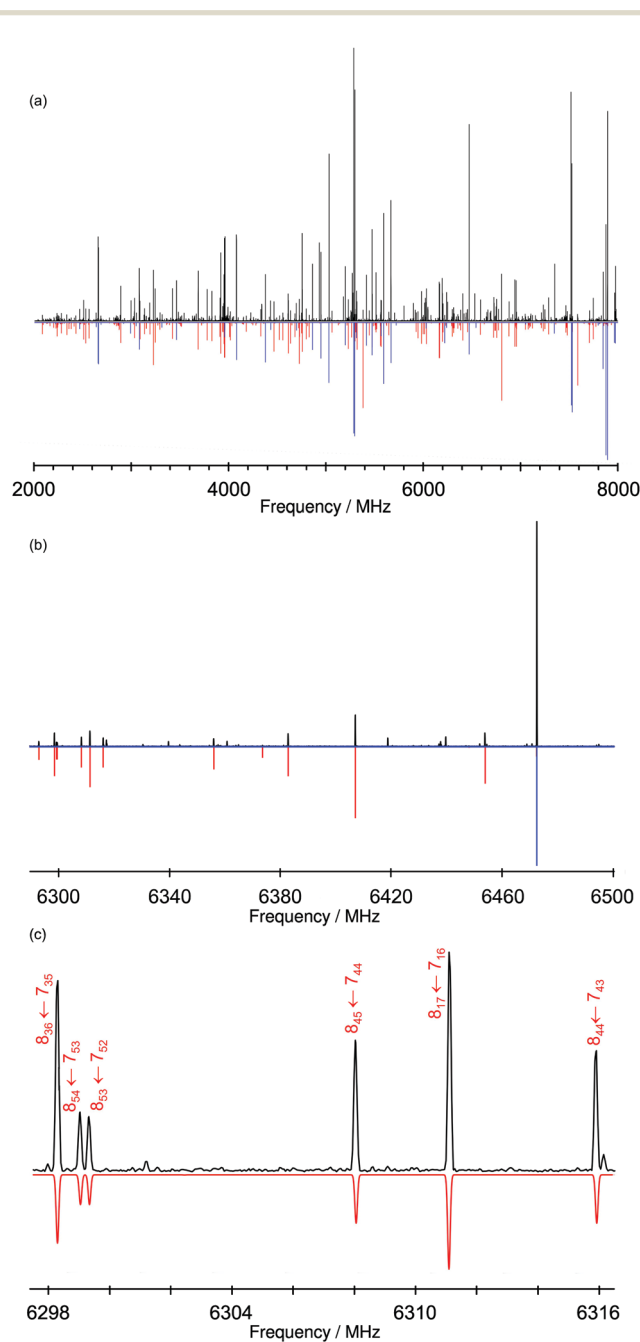 (a)
2000 4000 6000 8000
Frequency / MHz
(b)
6300 6340 6380 6420 6460 6500
Frequency / MHz
(c)
8₃₆ ← 7₃₅
8₅₄ ← 7₅₃
8₅₃ ← 7₅₂
8₄₅ ← 7₄₄
8₁₇ ← 7₁₆
8₄₄ ← 7₄₃
6298 6304 6310 6316
Frequency / MHz